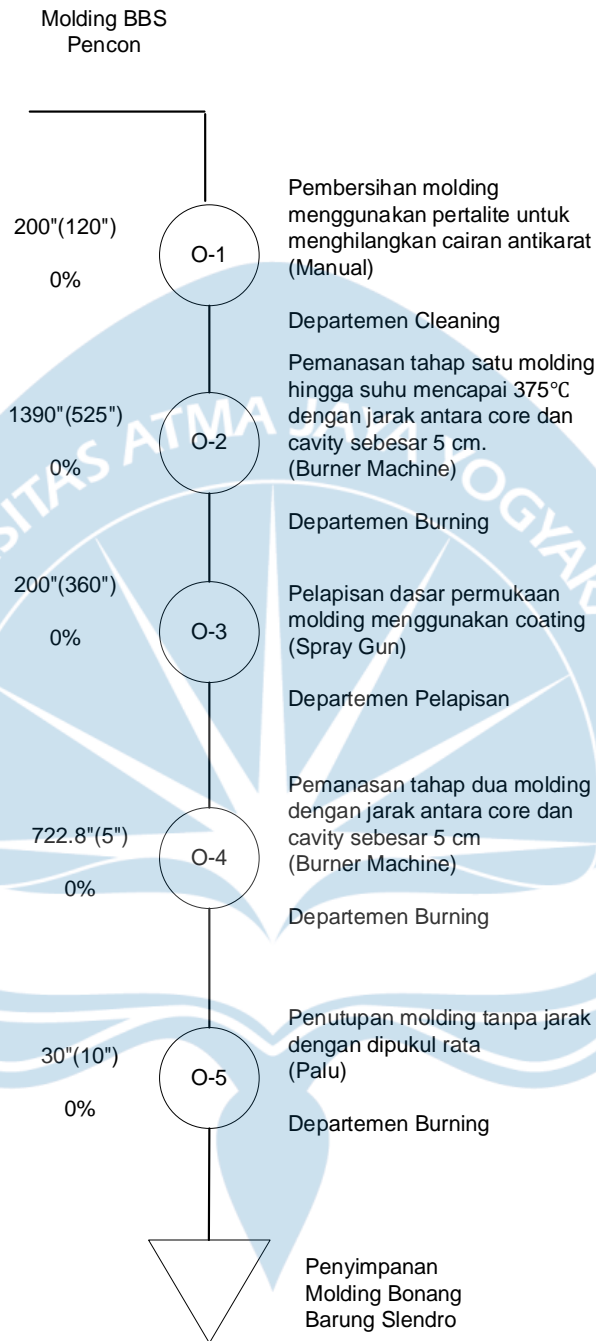 Molding BBS
Pencon
200"(120")
0%
O-1
Pembersihan molding
menggunakan pertalite untuk
menghilangkan cairan antikarat
(Manual)
Departemen Cleaning
1390"(525")
0%
O-2
Pemanasan tahap satu molding
hingga suhu mencapai 375℃
dengan jarak antara core dan
cavity sebesar 5 cm.
(Burner Machine)
Departemen Burning
200"(360")
0%
O-3
Pelapisan dasar permukaan
molding menggunakan coating
(Spray Gun)
Departemen Pelapisan
722.8"(5")
0%
O-4
Pemanasan tahap dua molding
dengan jarak antara core dan
cavity sebesar 5 cm
(Burner Machine)
Departemen Burning
30"(10")
0%
O-5
Penutupan molding tanpa jarak
dengan dipukul rata
(Palu)
Departemen Burning
Penyimpanan
Molding Bonang
Barung Slendro
ATMA JAYA